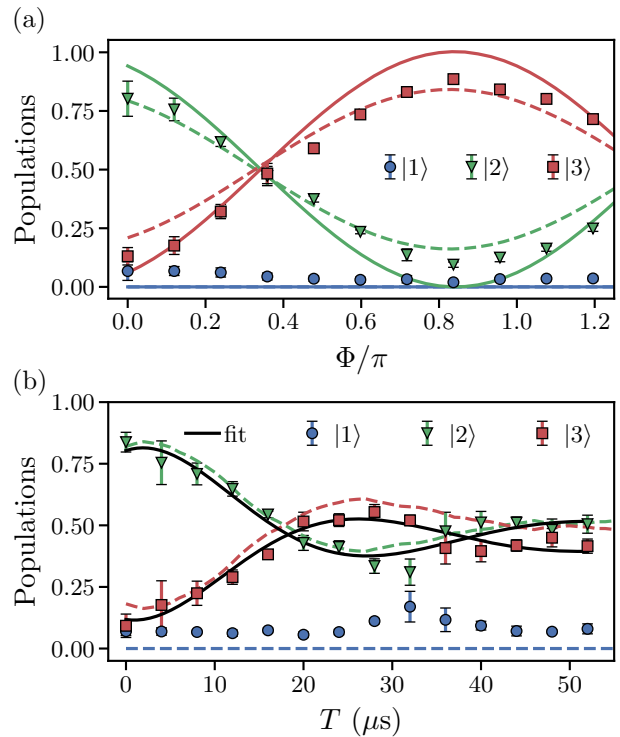 (a)
Populations
1.00
0.75
0.50
0.25
0.00
|1⟩ |2⟩ |3⟩
0.0 0.2 0.4 0.6 0.8 1.0 1.2
Φ/π
(b)
Populations
1.00
0.75
0.50
0.25
0.00
fit |1⟩ |2⟩ |3⟩
0 10 20 30 40 50
T (μs)